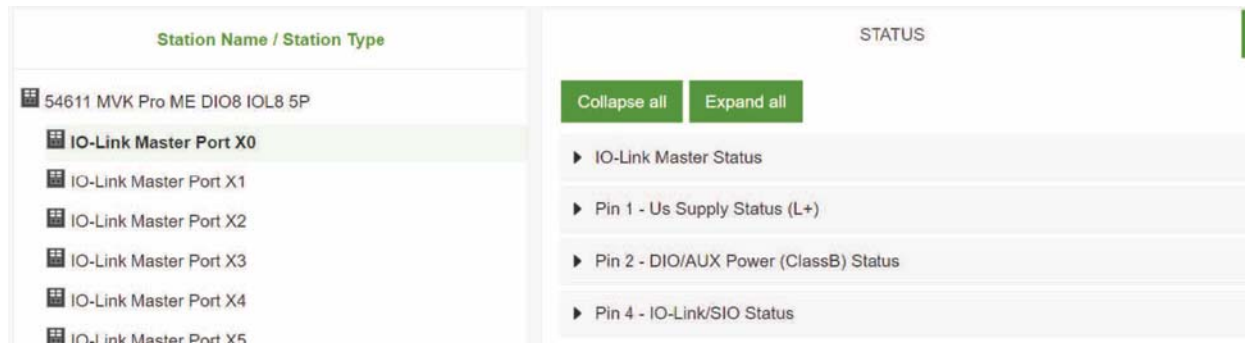 Station Name / Station Type
54611 MVK Pro ME DIO8 IOL8 5P
IO-Link Master Port X0
IO-Link Master Port X1
IO-Link Master Port X2
IO-Link Master Port X3
IO-Link Master Port X4
IO-Link Master Port X5
STATUS
Collapse all Expand all
IO-Link Master Status
Pin 1 - Us Supply Status (L+)
Pin 2 - DIO/AUX Power (ClassB) Status
Pin 4 - IO-Link/SIO Status